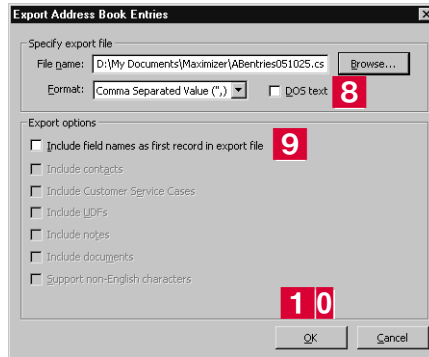 Export Address Book Entries
Specify export file
File name: D:\My Documents\Maximizer\ABentries051025.cs Browse...
Format: Comma Separated Value (",) DOS text 8
Export options
Include field names as first record in export file 9
Include contacts
Include Customer Service Cases
Include UDFs
Include notes
Include documents
Support non-English characters
1 0
OK Cancel